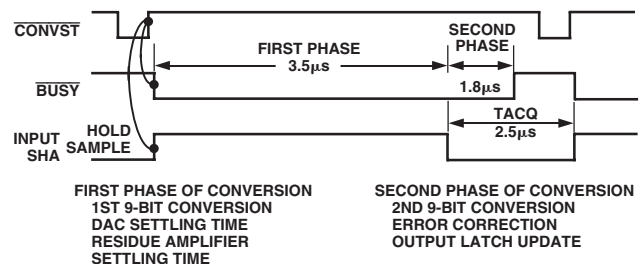 CONVST
FIRST PHASE
3.5µs
SECOND
PHASE
1.8µs
BUSY
TACQ
2.5µs
INPUT
SHA
HOLD
SAMPLE
FIRST PHASE OF CONVERSION
1ST 9-BIT CONVERSION
DAC SETTLING TIME
RESIDUE AMPLIFIER
SETTLING TIME
SECOND PHASE OF CONVERSION
2ND 9-BIT CONVERSION
ERROR CORRECTION
OUTPUT LATCH UPDATE